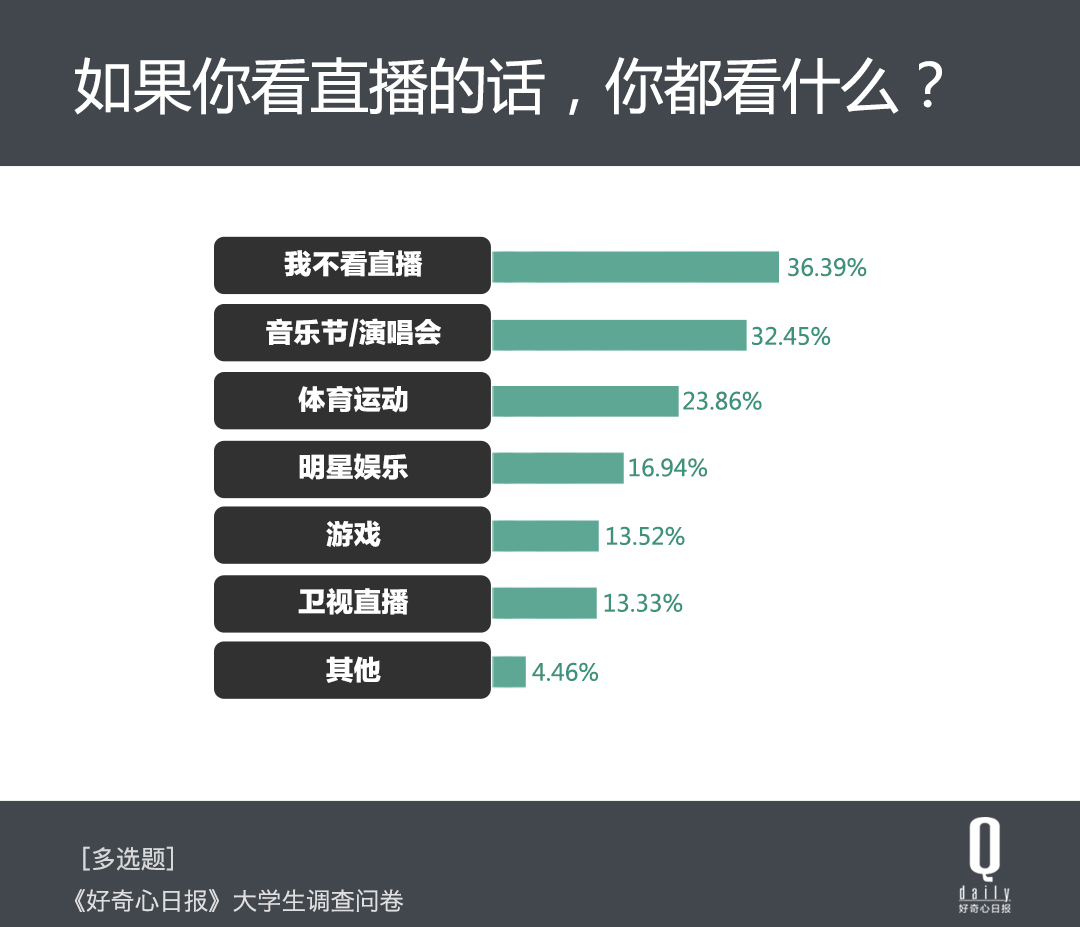 如果你看直播的话，你都看什么？
我不看直播 36.39%
音乐节/演唱会 32.45%
体育运动 23.86%
明星娱乐 16.94%
游戏 13.52%
卫视直播 13.33%
其他 4.46%
［多选题］
《好奇心日报》大学生调查问卷
Q
daily
好奇心日报